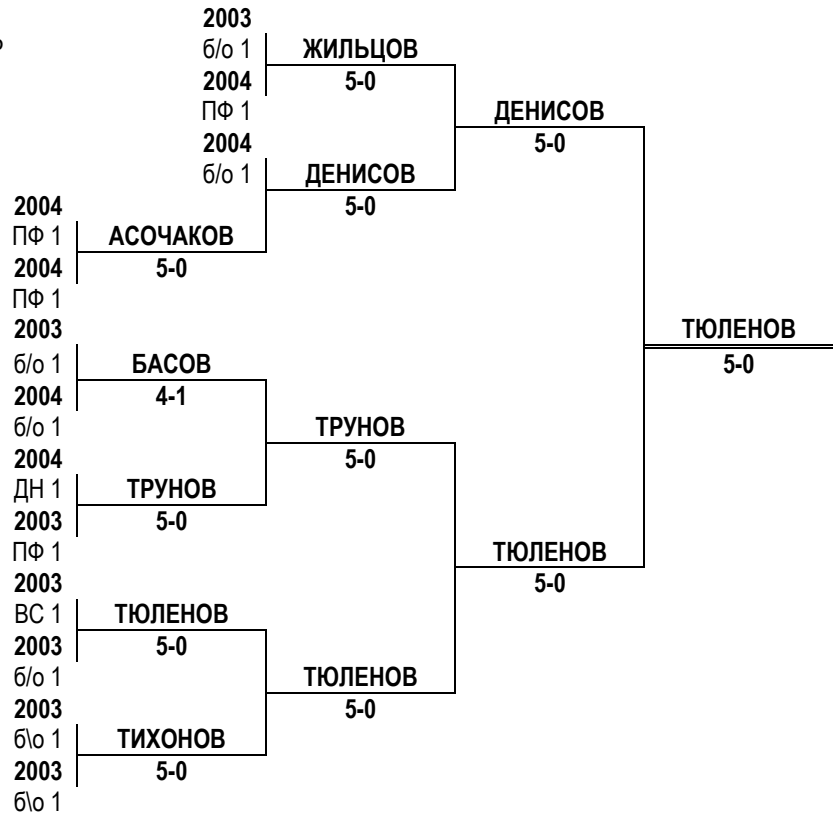 2003
б/о 1
ЖИЛЬЦОВ
2004
5-0
ПФ 1
ДЕНИСОВ
2004
5-0
б/о 1
ДЕНИСОВ
2004
5-0
ПФ 1
АСОЧАКОВ
2004
5-0
ПФ 1
2003
ТЮЛЕНОВ
б/о 1
БАСОВ
5-0
2004
4-1
б/о 1
ТРУНОВ
2004
5-0
ДН 1
ТРУНОВ
2003
5-0
ПФ 1
ТЮЛЕНОВ
2003
5-0
ВС 1
ТЮЛЕНОВ
2003
5-0
б/о 1
ТЮЛЕНОВ
2003
5-0
б\о 1
ТИХОНОВ
2003
5-0
б\о 1